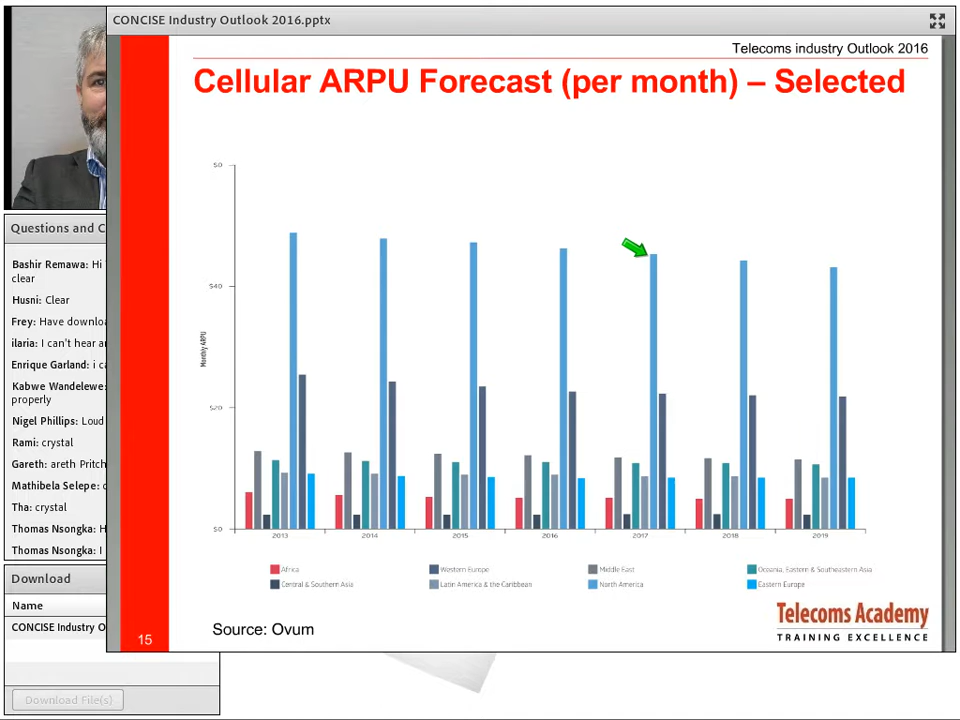 CONCISE Industry Outlook 2016.pptx
Telecoms industry Outlook 2016
Cellular ARPU Forecast (per month) – Selected
Questions and C
Bashir Remawa: Hi
clear
Husni: Clear
Frey: Have downloa
ilaria: I can't hear an
Enrique Garland: i ca
Kabwe Wandelewe:
properly
Nigel Phillips: Loud
Rami: crystal
Gareth: areth Pritch
Mathibela Selepe: c
Tha: crystal
Thomas Nsongka: H
Thomas Nsongka: I
Download
Name
CONCISE Industry O
Download File(s)
$0
$40
$20
$0
Monthly ARPU
2013 2014 2015 2016 2017 2018 2019
Africa Western Europe Middle East Oceania, Eastern & Southeastern Asia
Central & Southern Asia Latin America & the Caribbean North America Eastern Europe
Source: Ovum
Telecoms Academy
TRAINING EXCELLENCE
15